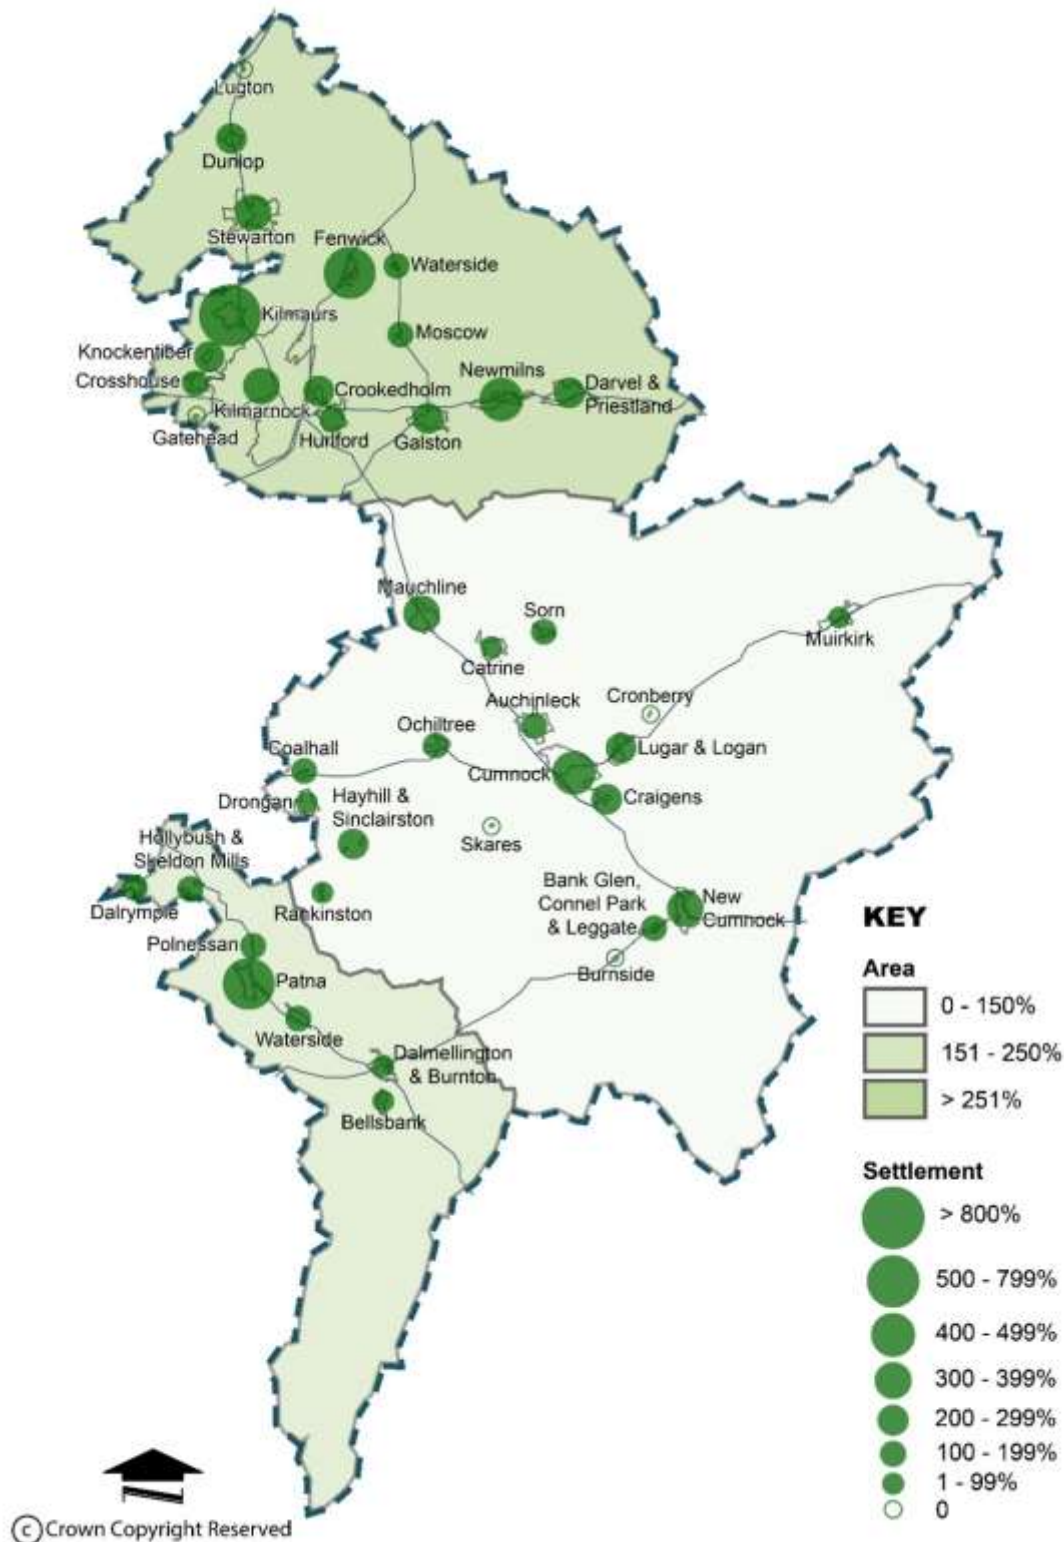 Lugton
Dunlop
Stewarton
Fenwick
Waterside
Kilmaurs
Moscow
Knockentiber
Crosshouse
Newmilns
Darvel &
Priestland
Crookedholm
Kilmarnock
Gatehead
Hurlford
Galston
Mauchline
Sorn
Muirkirk
Catrine
Cronberry
Auchinleck
Ochiltree
Lugar & Logan
Coalhall
Cumnock
Craigens
Drongan
Hayhill &
Sinclairston
Skares
Hollybush &
Skeldon Mills
Bank Glen,
Connel Park
& Leggate
New
Cumnock
Dalrymple
Rankinston
Polnessan
Burnside
Patna
Waterside
Dalmellington
& Burnton
Bellsbank
KEY
Area
0 - 150%
151 - 250%
> 251%
Settlement
> 800%
500 - 799%
400 - 499%
300 - 399%
200 - 299%
100 - 199%
1 - 99%
0
© Crown Copyright Reserved